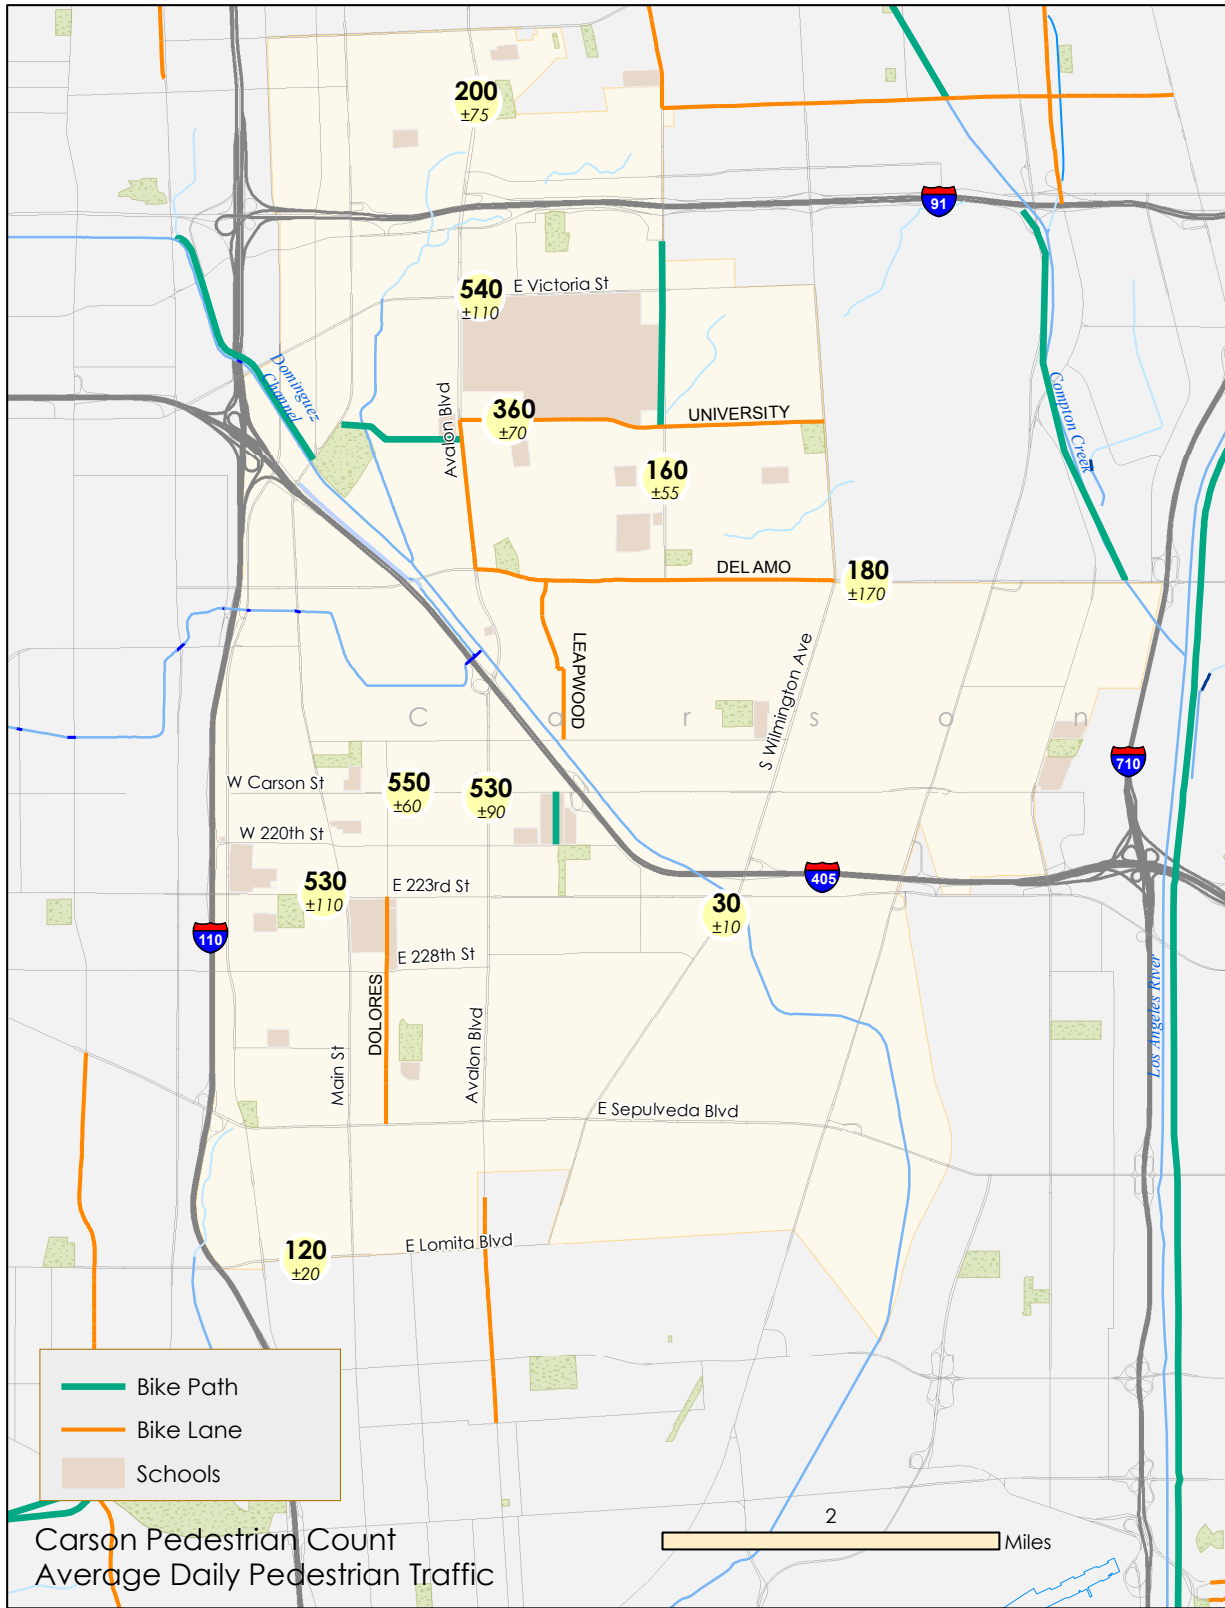 200
±75
91
E Victoria St
540
±110
Dominguez
Channel
Avalon Blvd
360
±70
UNIVERSITY
Compton Creek
160
±55
DEL AMO
180
±170
LEAPWOOD
S Wilmington Ave
C a r s o n
710
W Carson St
550
±60
530
±90
W 220th St
405
530
±110
E 223rd St
30
±10
110
E 228th St
DOLORES
Los Angeles River
Main St
Avalon Blvd
E Sepulveda Blvd
120
±20
E Lomita Blvd
Bike Path
Bike Lane
Schools
2
Miles
Carson Pedestrian Count
Average Daily Pedestrian Traffic